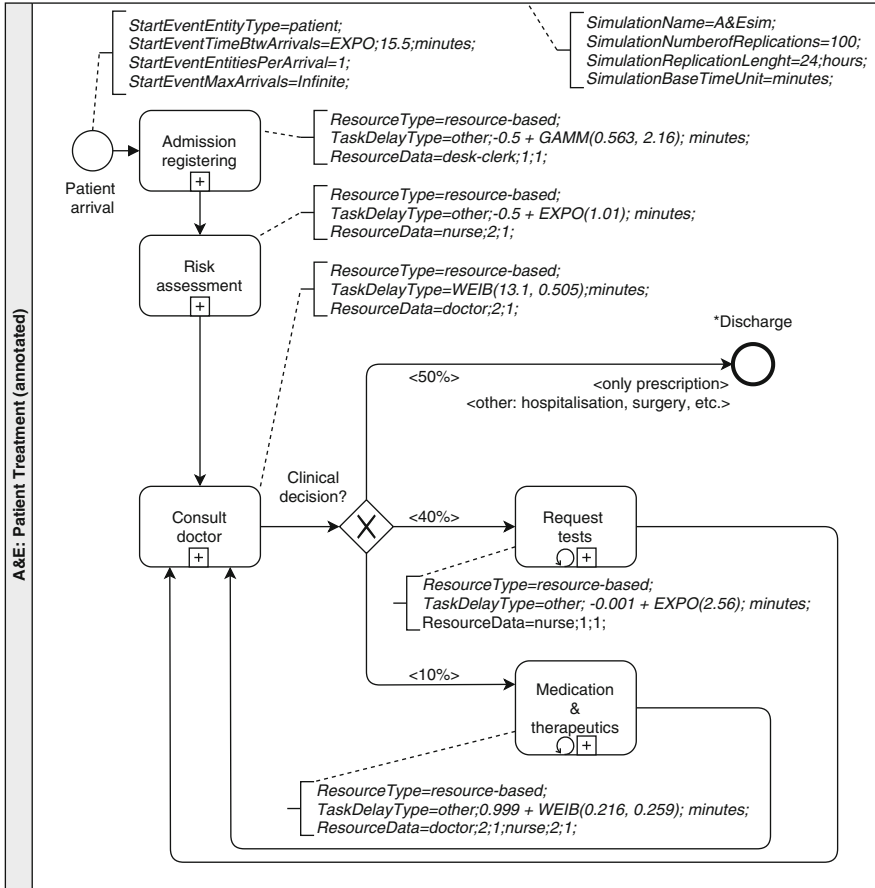 StartEventEntityType=patient;
StartEventTimeBtwArrivals=EXPO;15.5;minutes;
StartEventEntitiesPerArrival=1;
StartEventMaxArrivals=Infinite;
SimulationName=A&Esim;
SimulationNumberofReplications=100;
SimulationReplicationLenght=24;hours;
SimulationBaseTimeUnit=minutes;
Patient
arrival
Admission
registering
+
ResourceType=resource-based;
TaskDelayType=other;-0.5 + GAMM(0.563, 2.16); minutes;
ResourceData=desk-clerk;1;1;
Risk
assessment
+
ResourceType=resource-based;
TaskDelayType=other;-0.5 + EXPO(1.01); minutes;
ResourceData=nurse;2;1;
ResourceType=resource-based;
TaskDelayType=WEIB(13.1, 0.505);minutes;
ResourceData=doctor;2;1;
A&E: Patient Treatment (annotated)
*Discharge
<50%>
<only prescription>
<other: hospitalisation, surgery, etc.>
Consult
doctor
+
Clinical
decision?
X
<40%>
Request
tests
+
ResourceType=resource-based;
TaskDelayType=other; -0.001 + EXPO(2.56); minutes;
ResourceData=nurse;1;1;
<10%>
Medication
&
therapeutics
+
ResourceType=resource-based;
TaskDelayType=other;0.999 + WEIB(0.216, 0.259); minutes;
ResourceData=doctor;2;1;nurse;2;1;